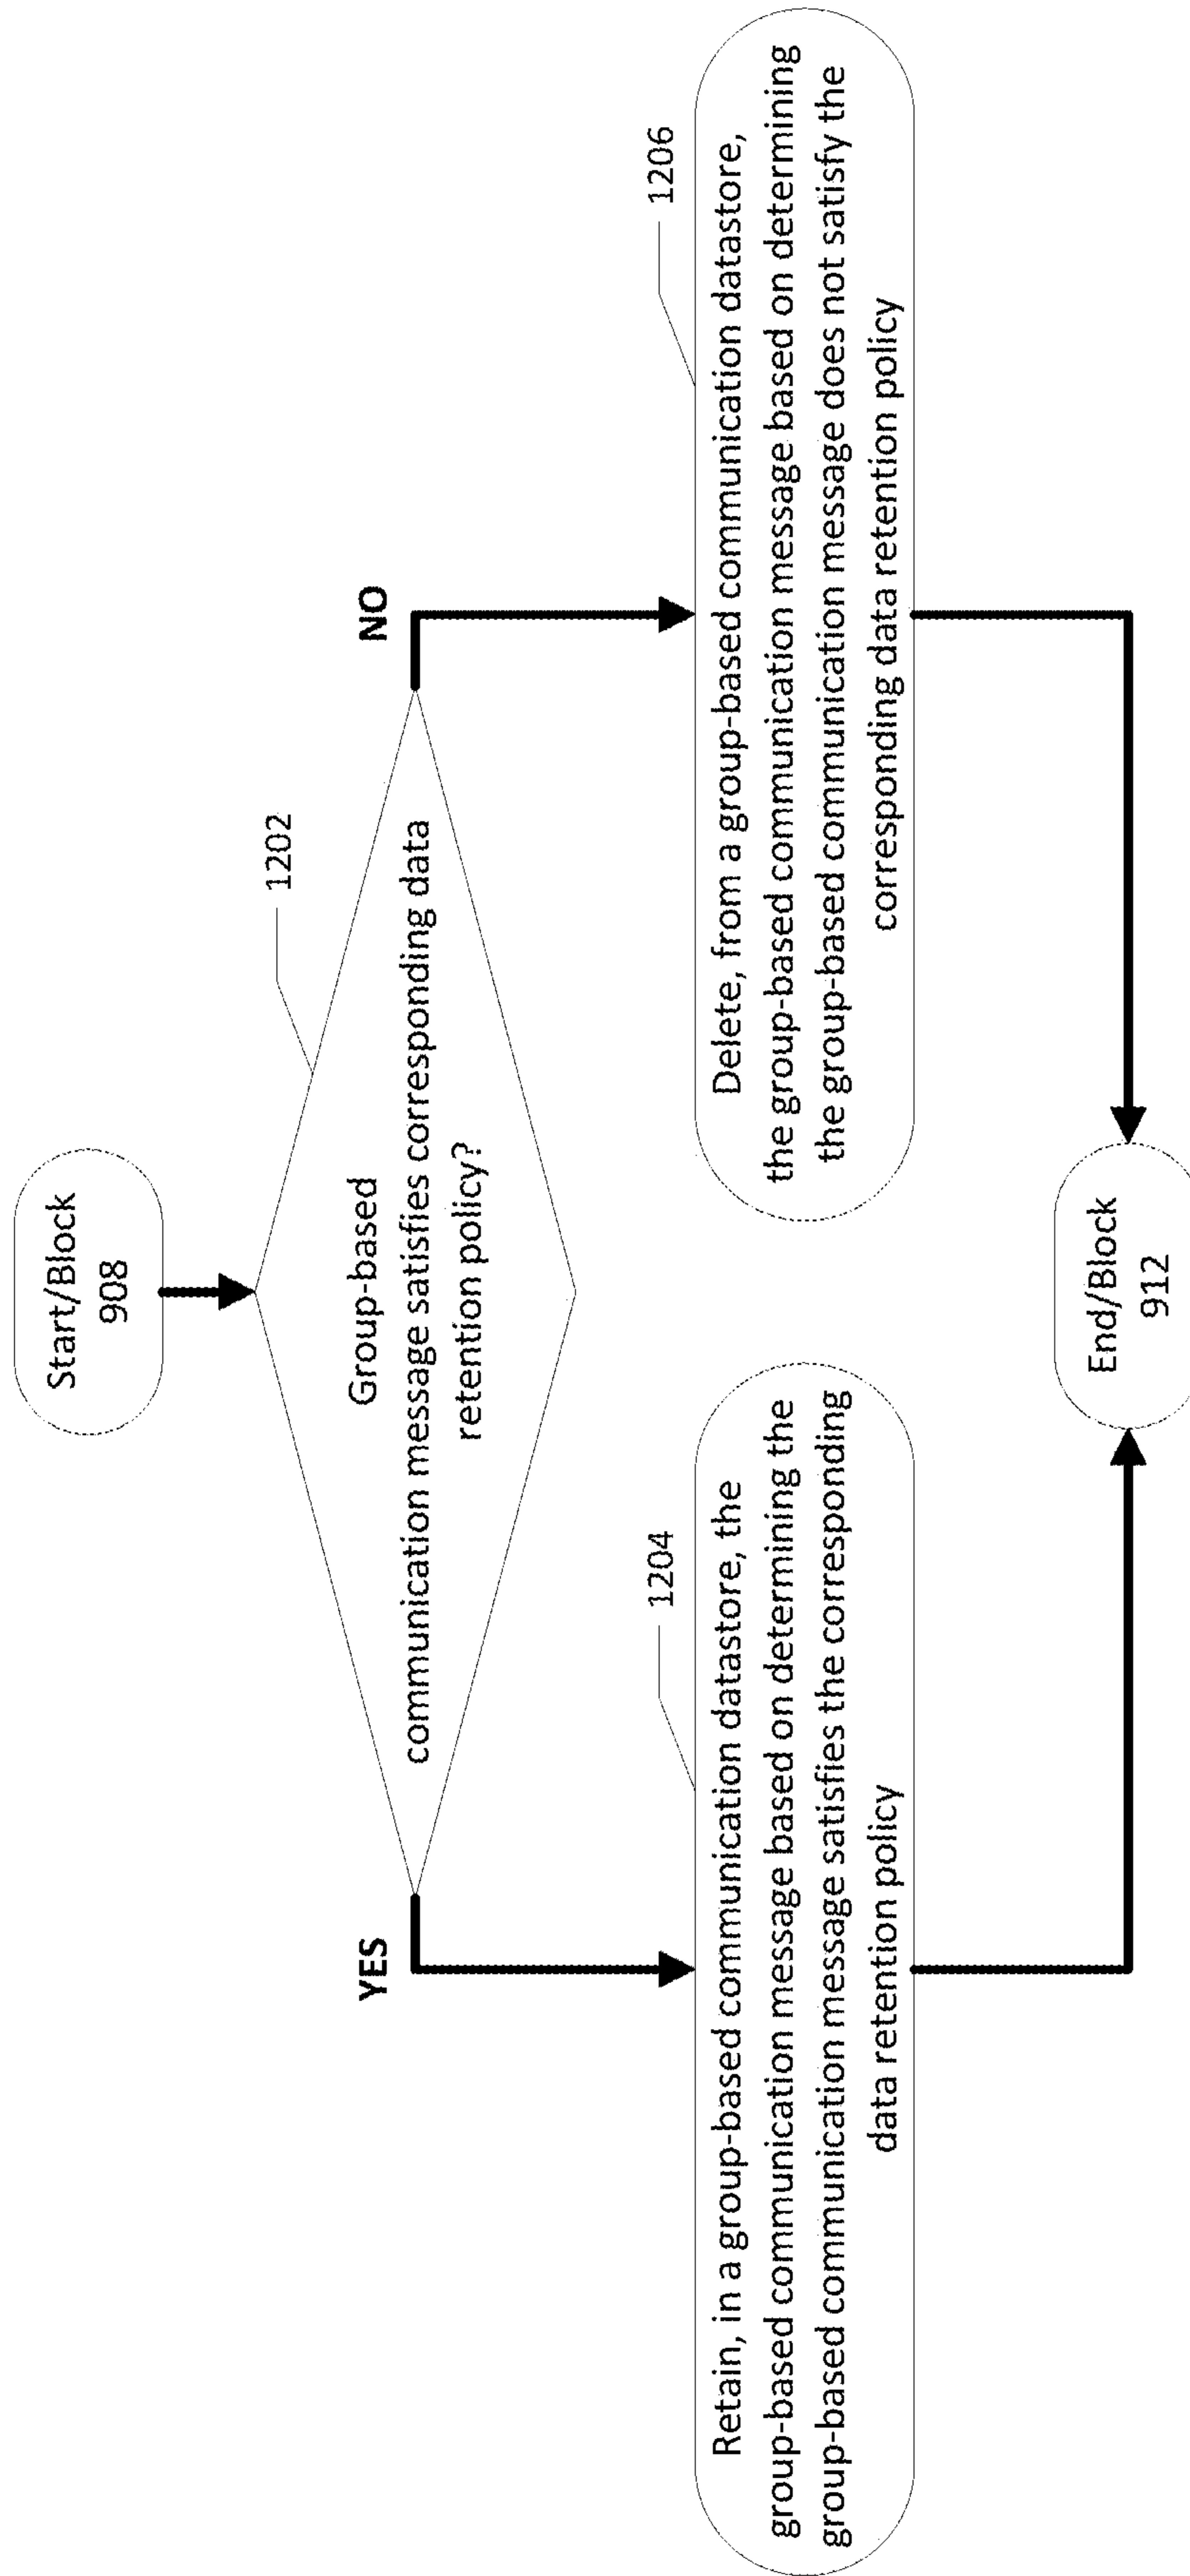 Start/Block
908
1202
Group-based
communication message satisfies corresponding data
retention policy?
YES
NO
1204
Retain, in a group-based communication datastore, the
group-based communication message based on determining the
group-based communication message satisfies the corresponding
data retention policy
1206
Delete, from a group-based communication datastore,
the group-based communication message based on determining
the group-based communication message does not satisfy the
corresponding data retention policy
End/Block
912